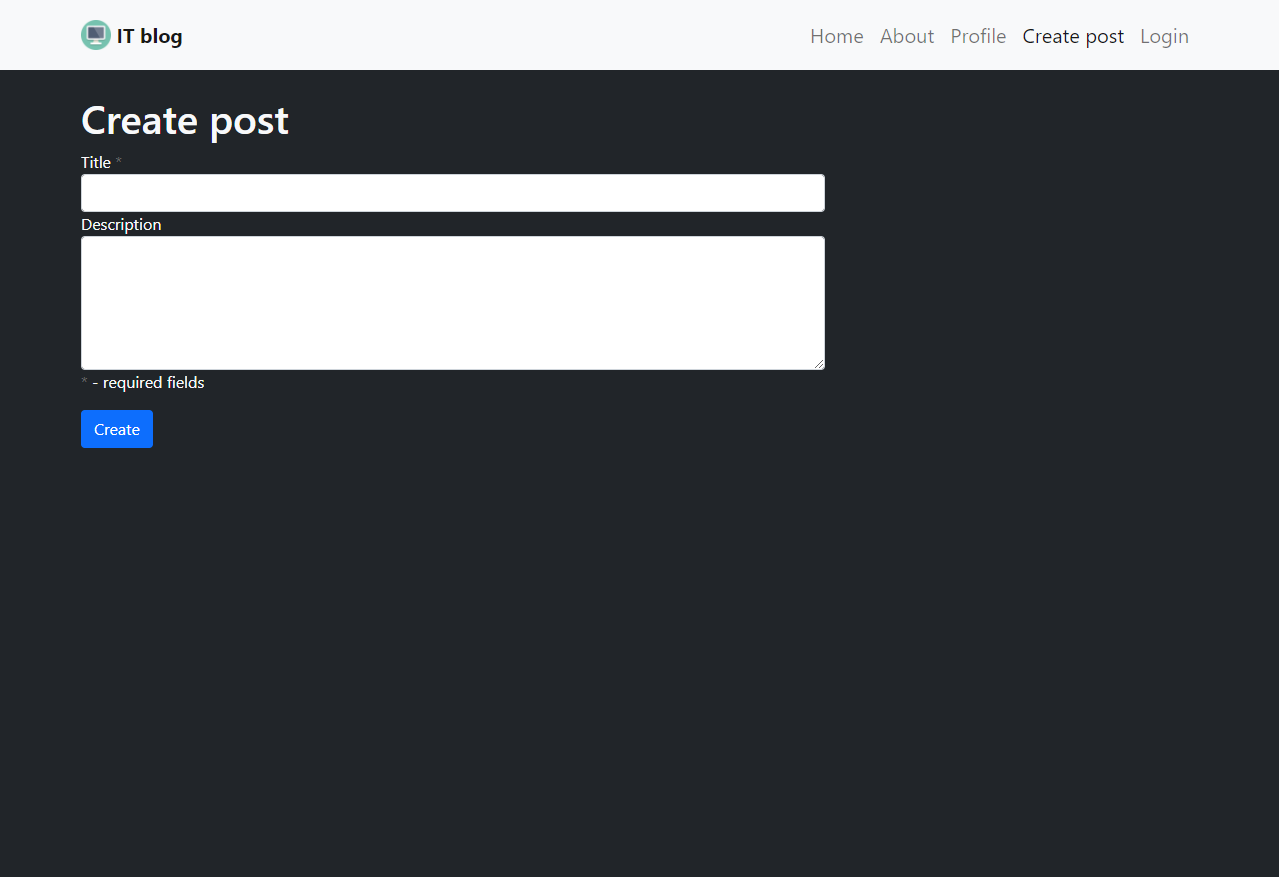 IT blog
Home About Profile Create post Login
Create post
Title *
Description
* - required fields
Create